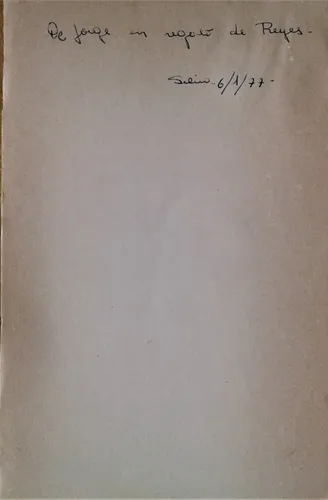 De Jorge en regalo de Reyes.
6/1/77.